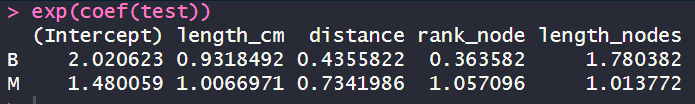 > exp(coef(test))
(Intercept) length_cm distance rank_node length_nodes
B 2.020623 0.9318492 0.4355822 0.363582 1.780382
M 1.480059 1.0066971 0.7341986 1.057096 1.013772